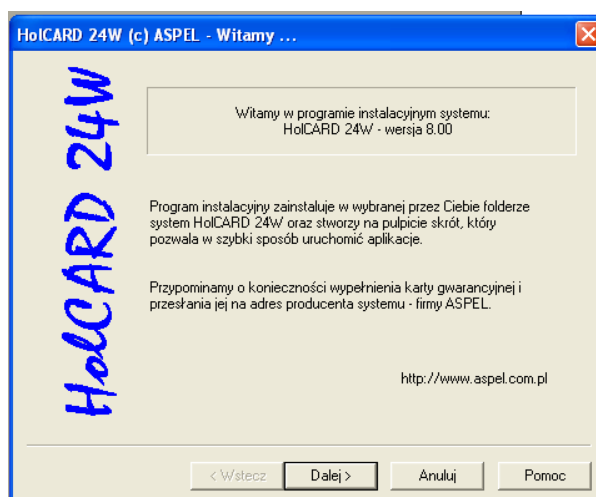 HolCARD 24W (c) ASPEL - Witamy ...
HolCARD 24W
Witamy w programie instalacyjnym systemu:
HolCARD 24W - wersja 8.00
Program instalacyjny zainstaluje w wybranej przez Ciebie folderze
system HolCARD 24W oraz stworzy na pulpicie skrót, który
pozwala w szybki sposób uruchomić aplikacje.
Przypominamy o konieczności wypełnienia karty gwarancyjnej i
przesłania jej na adres producenta systemu - firmy ASPEL.
http://www.aspel.com.pl
< Wstecz Dalej > Anuluj Pomoc